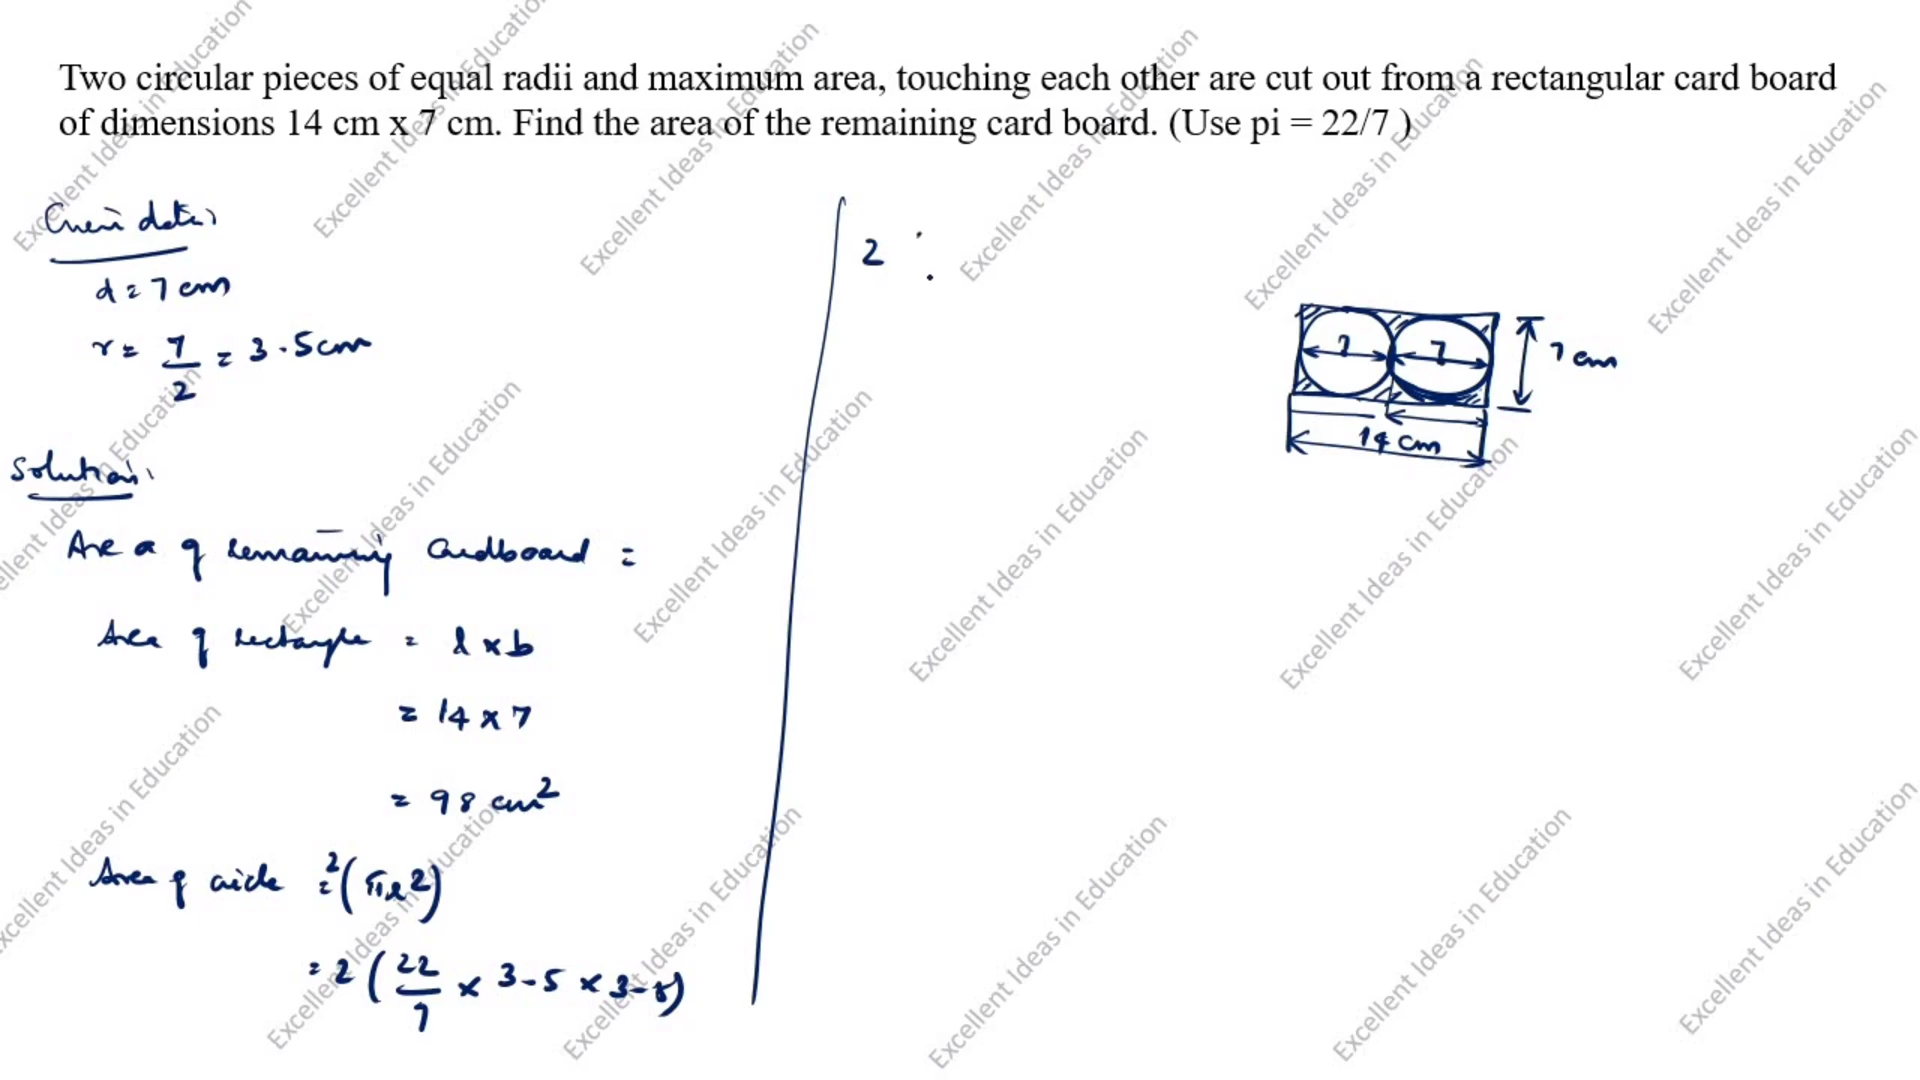 Two circular pieces of equal radii and maximum area, touching each other are cut out from a rectangular card board
of dimensions 14 cm x 7 cm. Find the area of the remaining card board. (Use pi = 22/7 )
Given data:
d = 7 cm
r = 7/2 = 3.5 cm
Solution:
Area of remaining Cardboard =
Area of rectangle = l x b
= 14 x 7
= 98 cm²
Area of circle = 2(πr²)
= 2 (22/7 x 3.5 x 3.5)
2
7
7
7 cm
14 cm
Excellent Ideas in Education